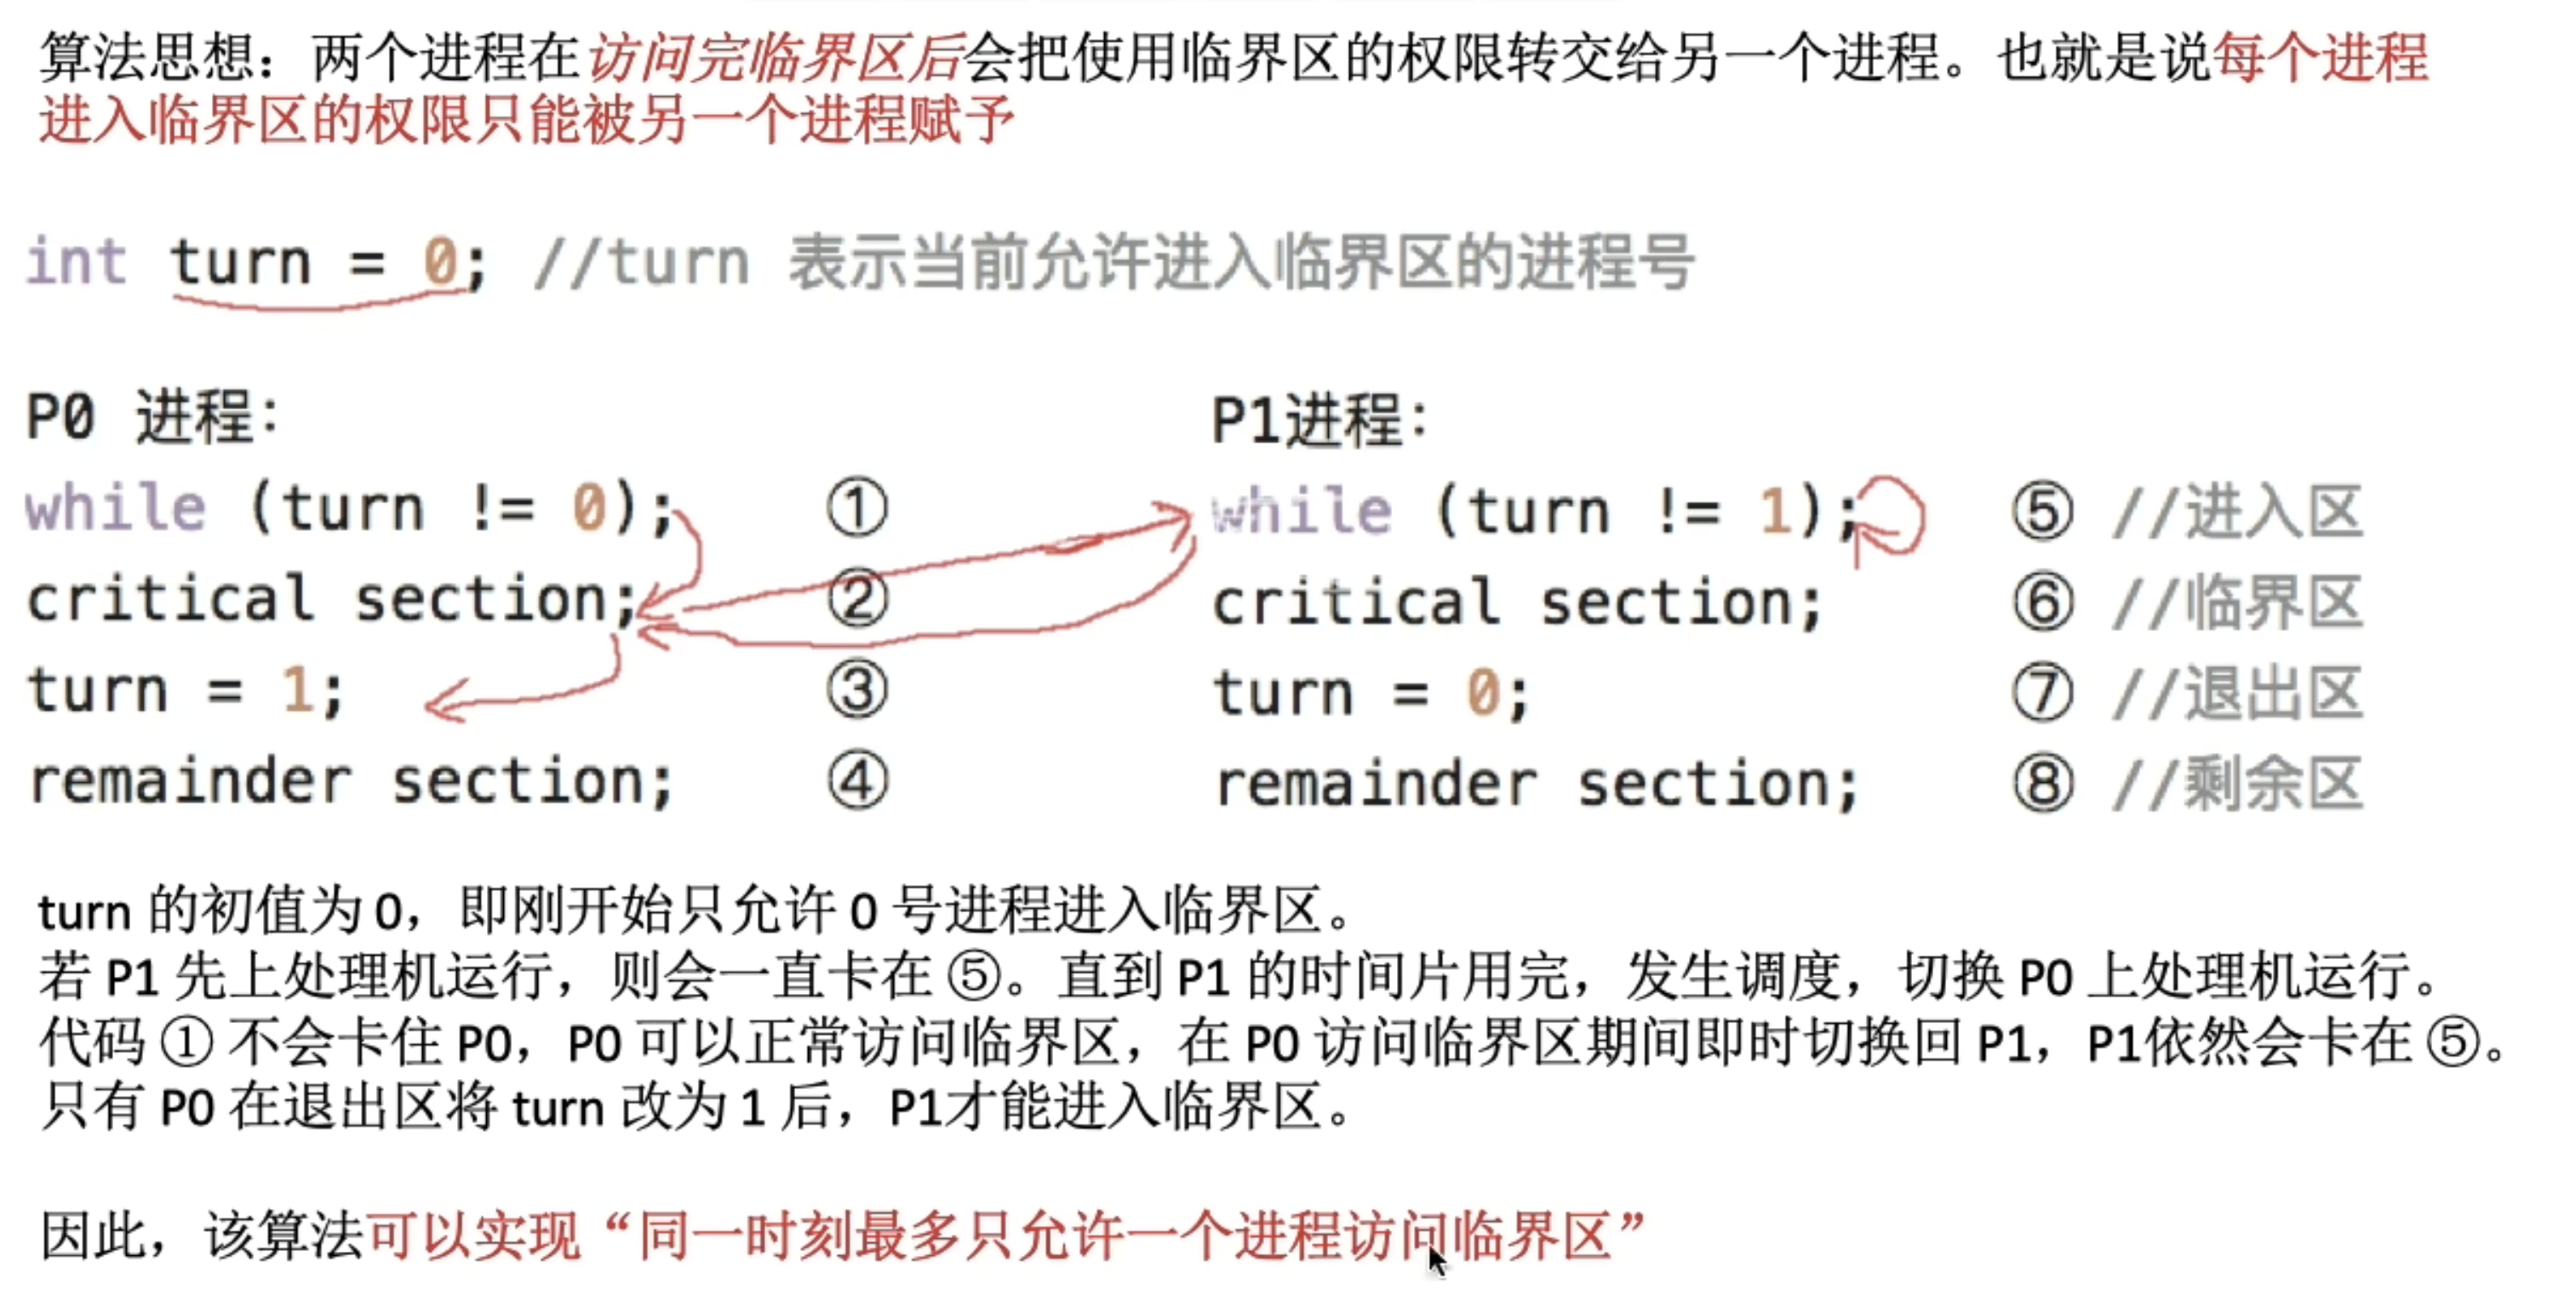 算法思想：两个进程在访问完临界区后会把使用临界区的权限转交给另一个进程。也就是说每个进程
进入临界区的权限只能被另一个进程赋予
int turn = 0; //turn 表示当前允许进入临界区的进程号
P0 进程：
while (turn != 0); ①
critical section; ②
turn = 1; ③
remainder section; ④
P1进程：
while (turn != 1); ⑤ //进入区
critical section; ⑥ //临界区
turn = 0; ⑦ //退出区
remainder section; ⑧ //剩余区
turn 的初值为 0，即刚开始只允许 0 号进程进入临界区。
若 P1 先上处理机运行，则会一直卡在 ⑤。直到 P1 的时间片用完，发生调度，切换 P0 上处理机运行。
代码 ① 不会卡住 P0，P0 可以正常访问临界区，在 P0 访问临界区期间即时切换回 P1，P1依然会卡在 ⑤。
只有 P0 在退出区将 turn 改为 1 后，P1才能进入临界区。
因此，该算法可以实现“同一时刻最多只允许一个进程访问临界区”